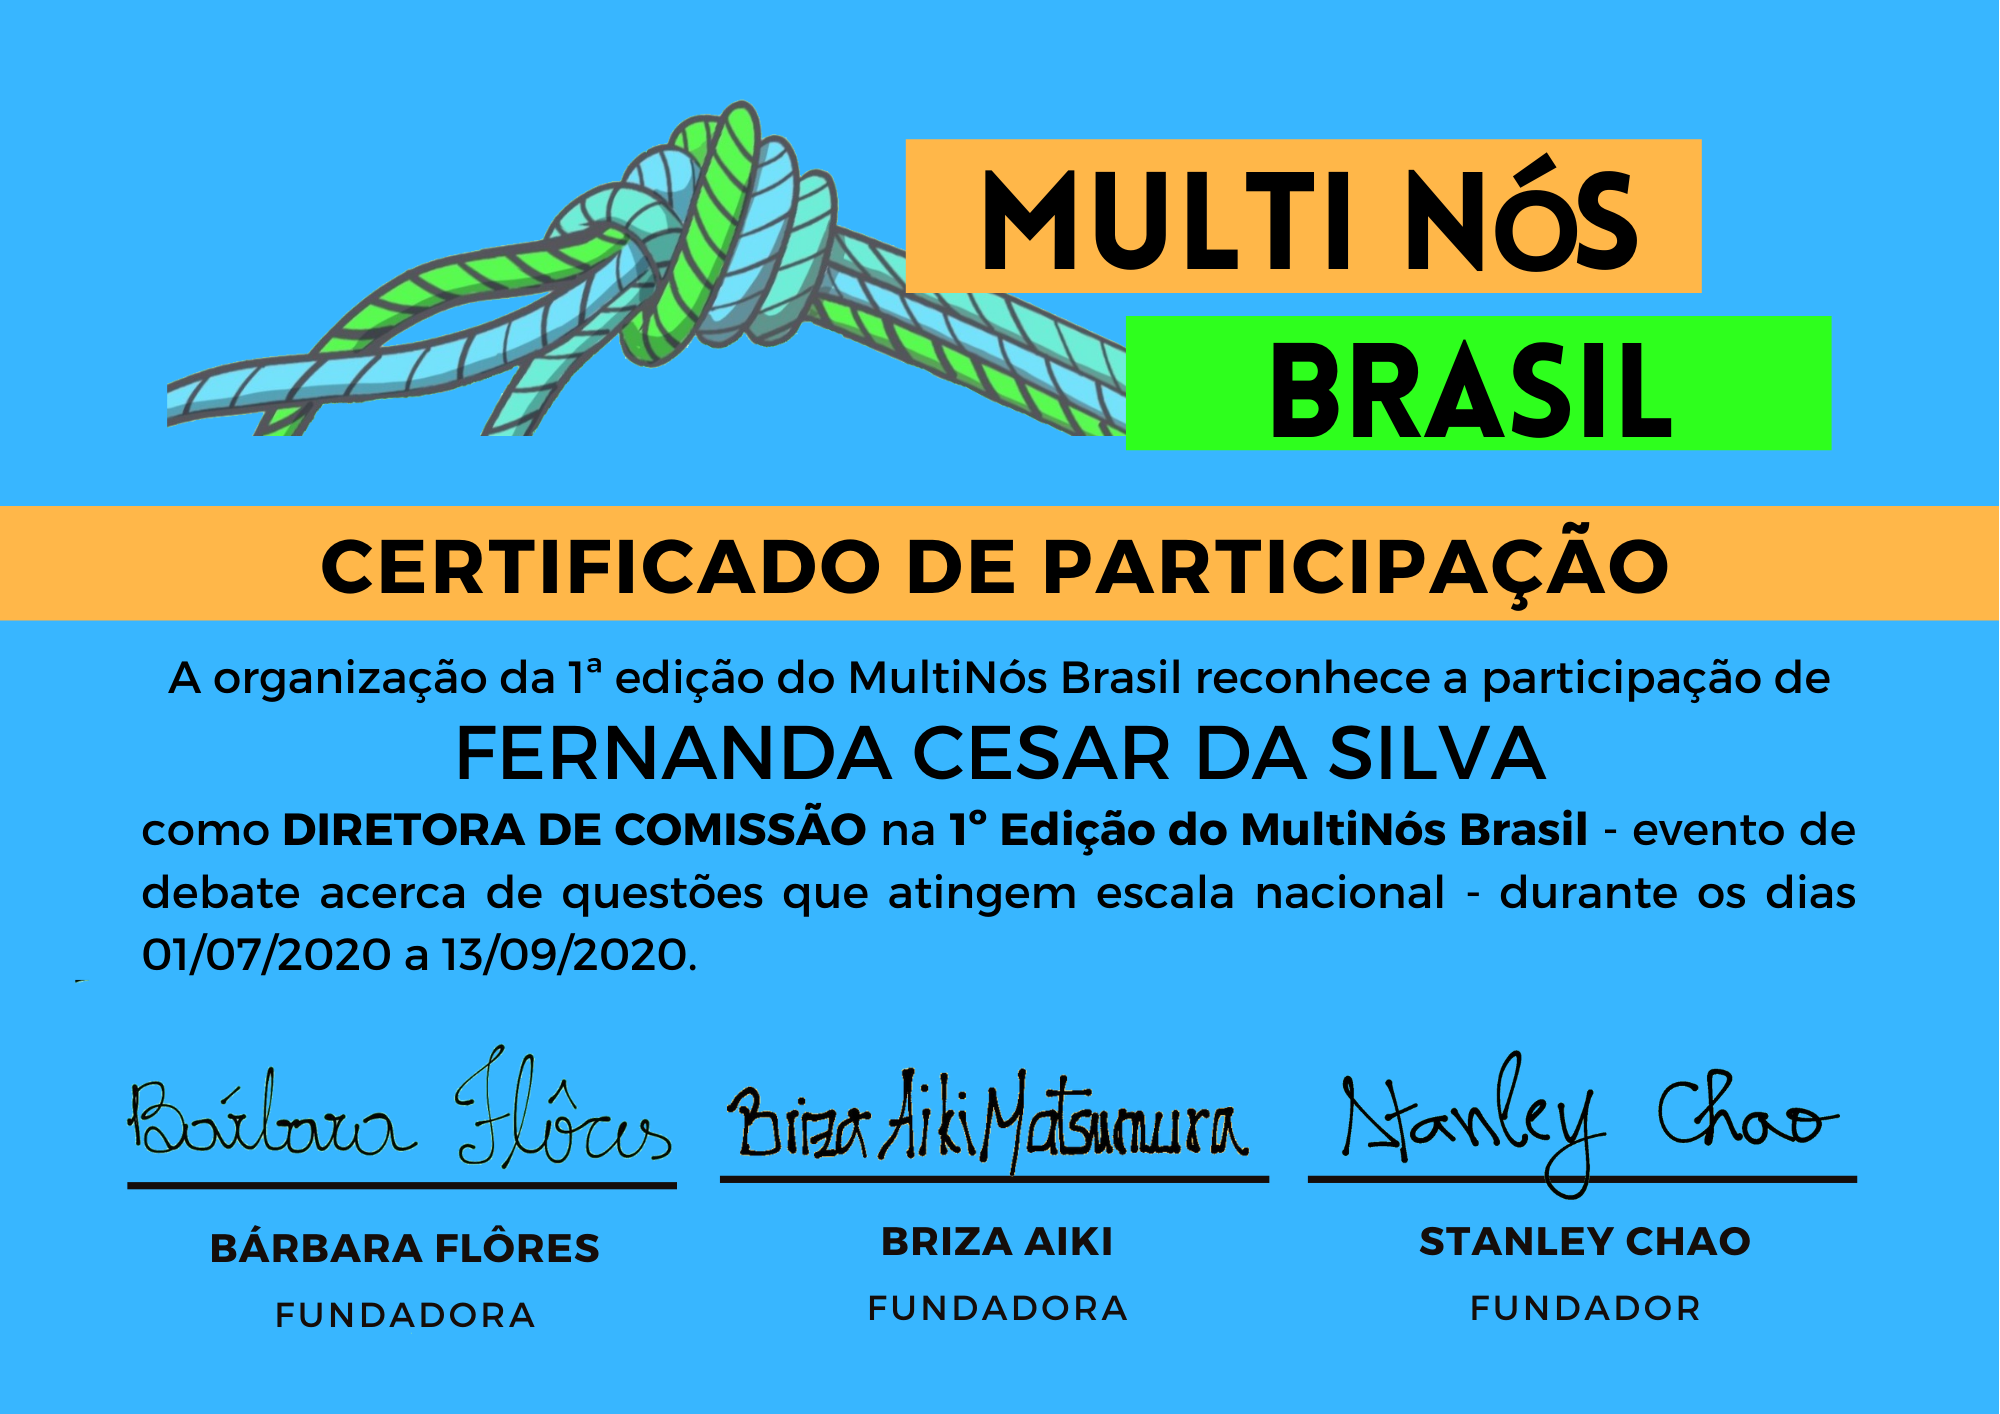 MULTI NÓS
BRASIL
CERTIFICADO DE PARTICIPAÇÃO
A organização da 1ª edição do MultiNós Brasil reconhece a participação de
FERNANDA CESAR DA SILVA
como DIRETORA DE COMISSÃO na 1º Edição do MultiNós Brasil - evento de
debate acerca de questões que atingem escala nacional - durante os dias
01/07/2020 a 13/09/2020.
Bárbara Flôres Briza Aiki Matsumura Stanley Chao
BÁRBARA FLÔRES BRIZA AIKI STANLEY CHAO
FUNDADORA FUNDADORA FUNDADOR